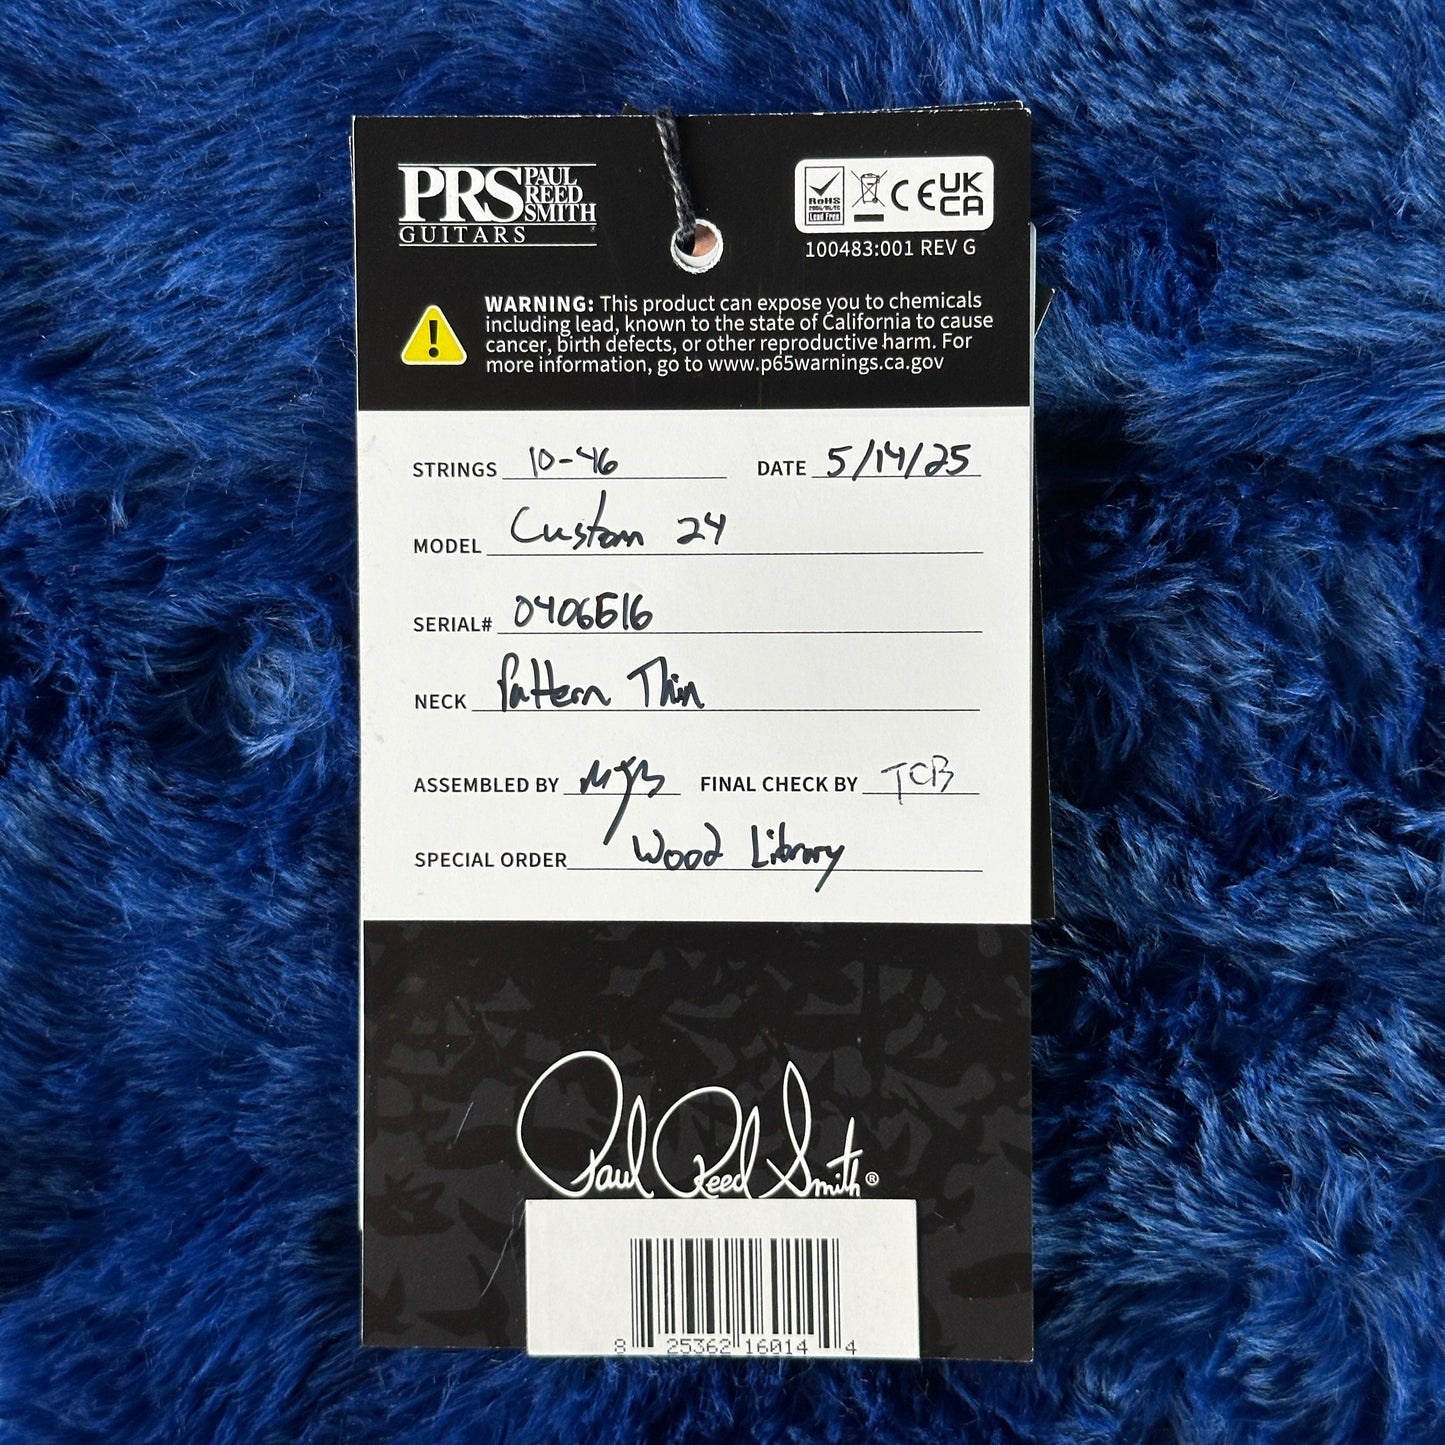 PRS PAUL REED SMITH
GUITARS
RoHS
Lead Free
CE UK CA
100483:001 REV G
WARNING: This product can expose you to chemicals
including lead, known to the state of California to cause
cancer, birth defects, or other reproductive harm. For
more information, go to www.p65warnings.ca.gov
STRINGS 10-46 DATE 5/14/25
MODEL Custom 24
SERIAL# 0406516
NECK Pattern Thin
ASSEMBLED BY MJB FINAL CHECK BY TCB
SPECIAL ORDER Wood Library
Paul Reed Smith®
8 25362 16014 4